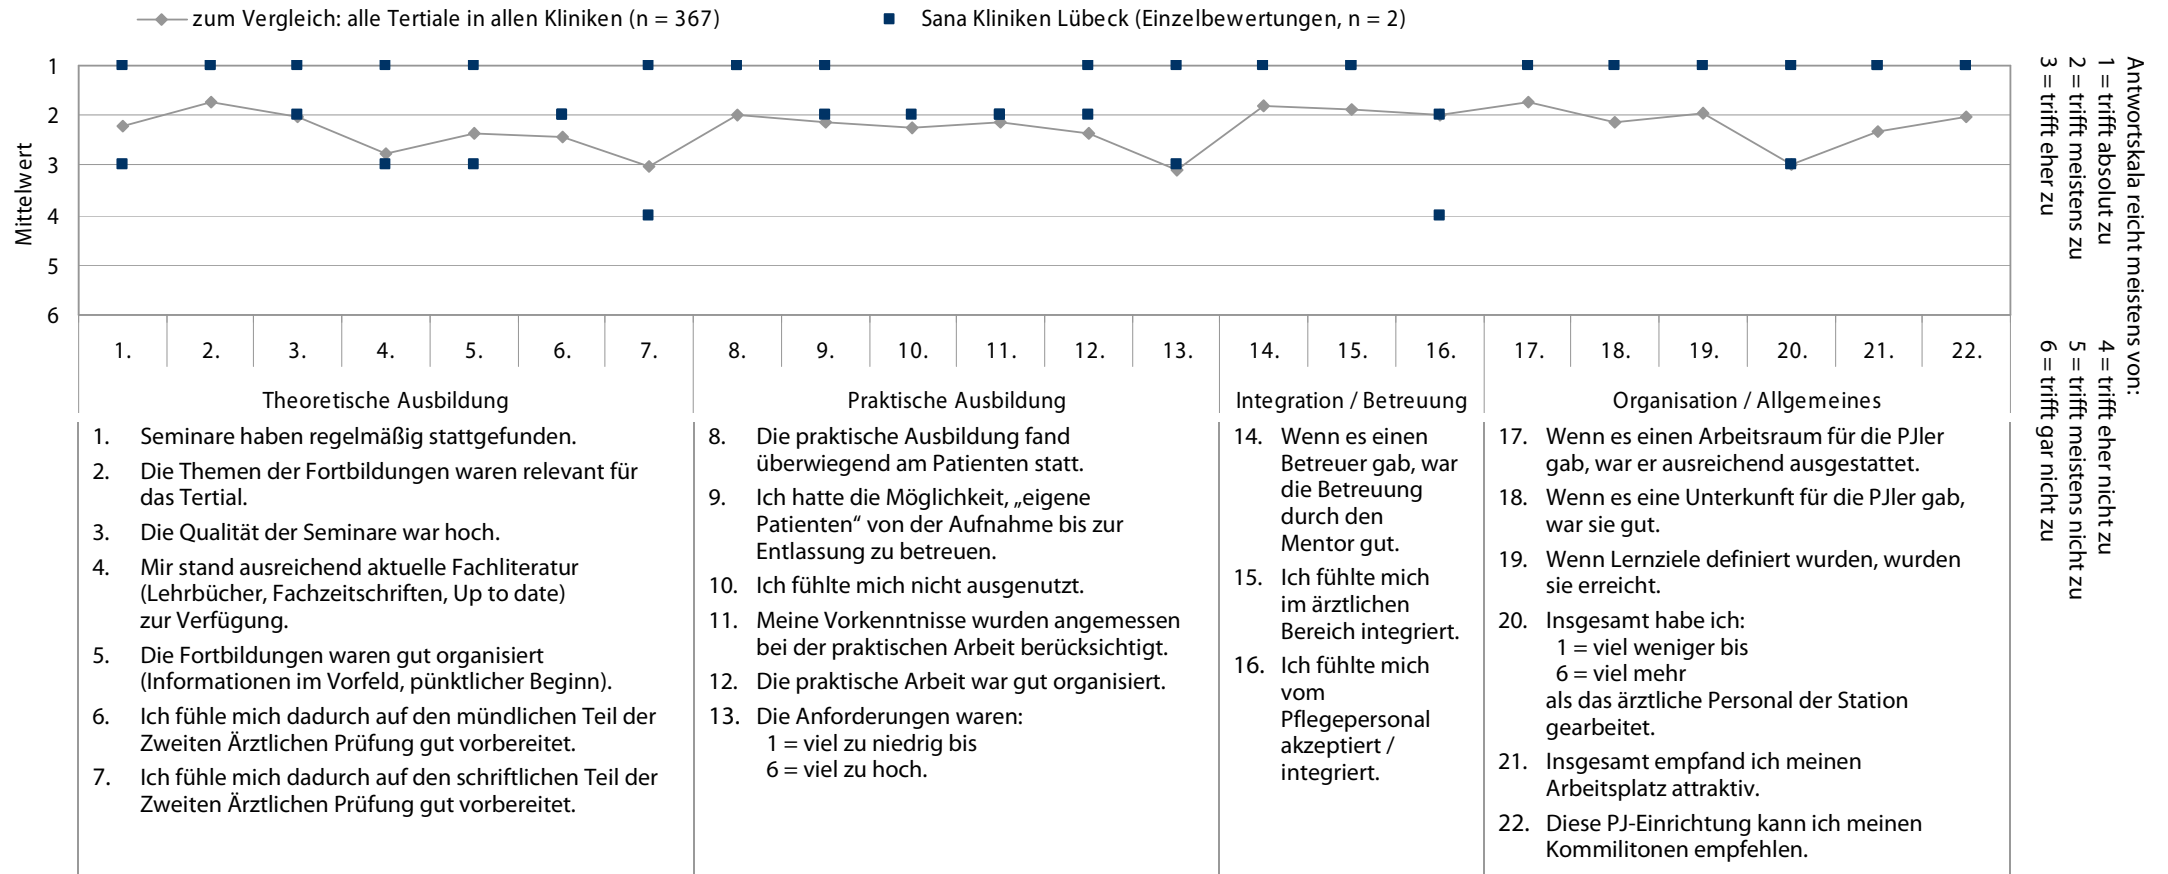 zum Vergleich: alle Tertiale in allen Kliniken (n = 367)
Sana Kliniken Lübeck (Einzelbewertungen, n = 2)
Mittelwert
1
2
3
4
5
6
1.
2.
3.
4.
5.
6.
7.
8.
9.
10.
11.
12.
13.
14.
15.
16.
17.
18.
19.
20.
21.
22.
Antwortskala reicht meistens von:
1 = trifft absolut zu
2 = trifft meistens zu
3 = trifft eher zu
4 = trifft eher nicht zu
5 = trifft meistens nicht zu
6 = trifft gar nicht zu
Theoretische Ausbildung
1. Seminare haben regelmäßig stattgefunden.
2. Die Themen der Fortbildungen waren relevant für
das Tertial.
3. Die Qualität der Seminare war hoch.
4. Mir stand ausreichend aktuelle Fachliteratur
(Lehrbücher, Fachzeitschriften, Up to date)
zur Verfügung.
5. Die Fortbildungen waren gut organisiert
(Informationen im Vorfeld, pünktlicher Beginn).
6. Ich fühle mich dadurch auf den mündlichen Teil der
Zweiten Ärztlichen Prüfung gut vorbereitet.
7. Ich fühle mich dadurch auf den schriftlichen Teil der
Zweiten Ärztlichen Prüfung gut vorbereitet.
Praktische Ausbildung
8. Die praktische Ausbildung fand
überwiegend am Patienten statt.
9. Ich hatte die Möglichkeit, „eigene
Patienten“ von der Aufnahme bis zur
Entlassung zu betreuen.
10. Ich fühlte mich nicht ausgenutzt.
11. Meine Vorkenntnisse wurden angemessen
bei der praktischen Arbeit berücksichtigt.
12. Die praktische Arbeit war gut organisiert.
13. Die Anforderungen waren:
1 = viel zu niedrig bis
6 = viel zu hoch.
Integration / Betreuung
14. Wenn es einen
Betreuer gab, war
die Betreuung
durch den
Mentor gut.
15. Ich fühlte mich
im ärztlichen
Bereich integriert.
16. Ich fühlte mich
vom
Pflegepersonal
akzeptiert /
integriert.
Organisation / Allgemeines
17. Wenn es einen Arbeitsraum für die PJler
gab, war er ausreichend ausgestattet.
18. Wenn es eine Unterkunft für die PJler gab,
war sie gut.
19. Wenn Lernziele definiert wurden, wurden
sie erreicht.
20. Insgesamt habe ich:
1 = viel weniger bis
6 = viel mehr
als das ärztliche Personal der Station
gearbeitet.
21. Insgesamt empfand ich meinen
Arbeitsplatz attraktiv.
22. Diese PJ-Einrichtung kann ich meinen
Kommilitonen empfehlen.